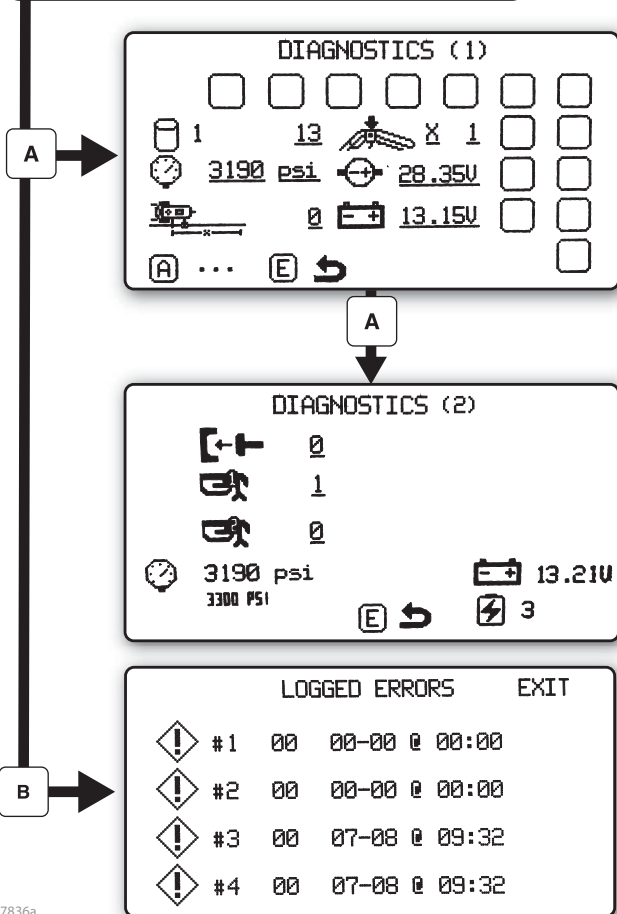 DIAGNOSTICS (1)
A
1 13 X 1
3190 psi - + 28.35V
x 0 - + 13.15V
A ... E
A
DIAGNOSTICS (2)
0
1
0
3190 psi - + 13.21V
3300 PSI
E 3
LOGGED ERRORS EXIT
! #1 00 00-00 @ 00:00
! #2 00 00-00 @ 00:00
B
! #3 00 07-08 @ 09:32
! #4 00 07-08 @ 09:32
7836a